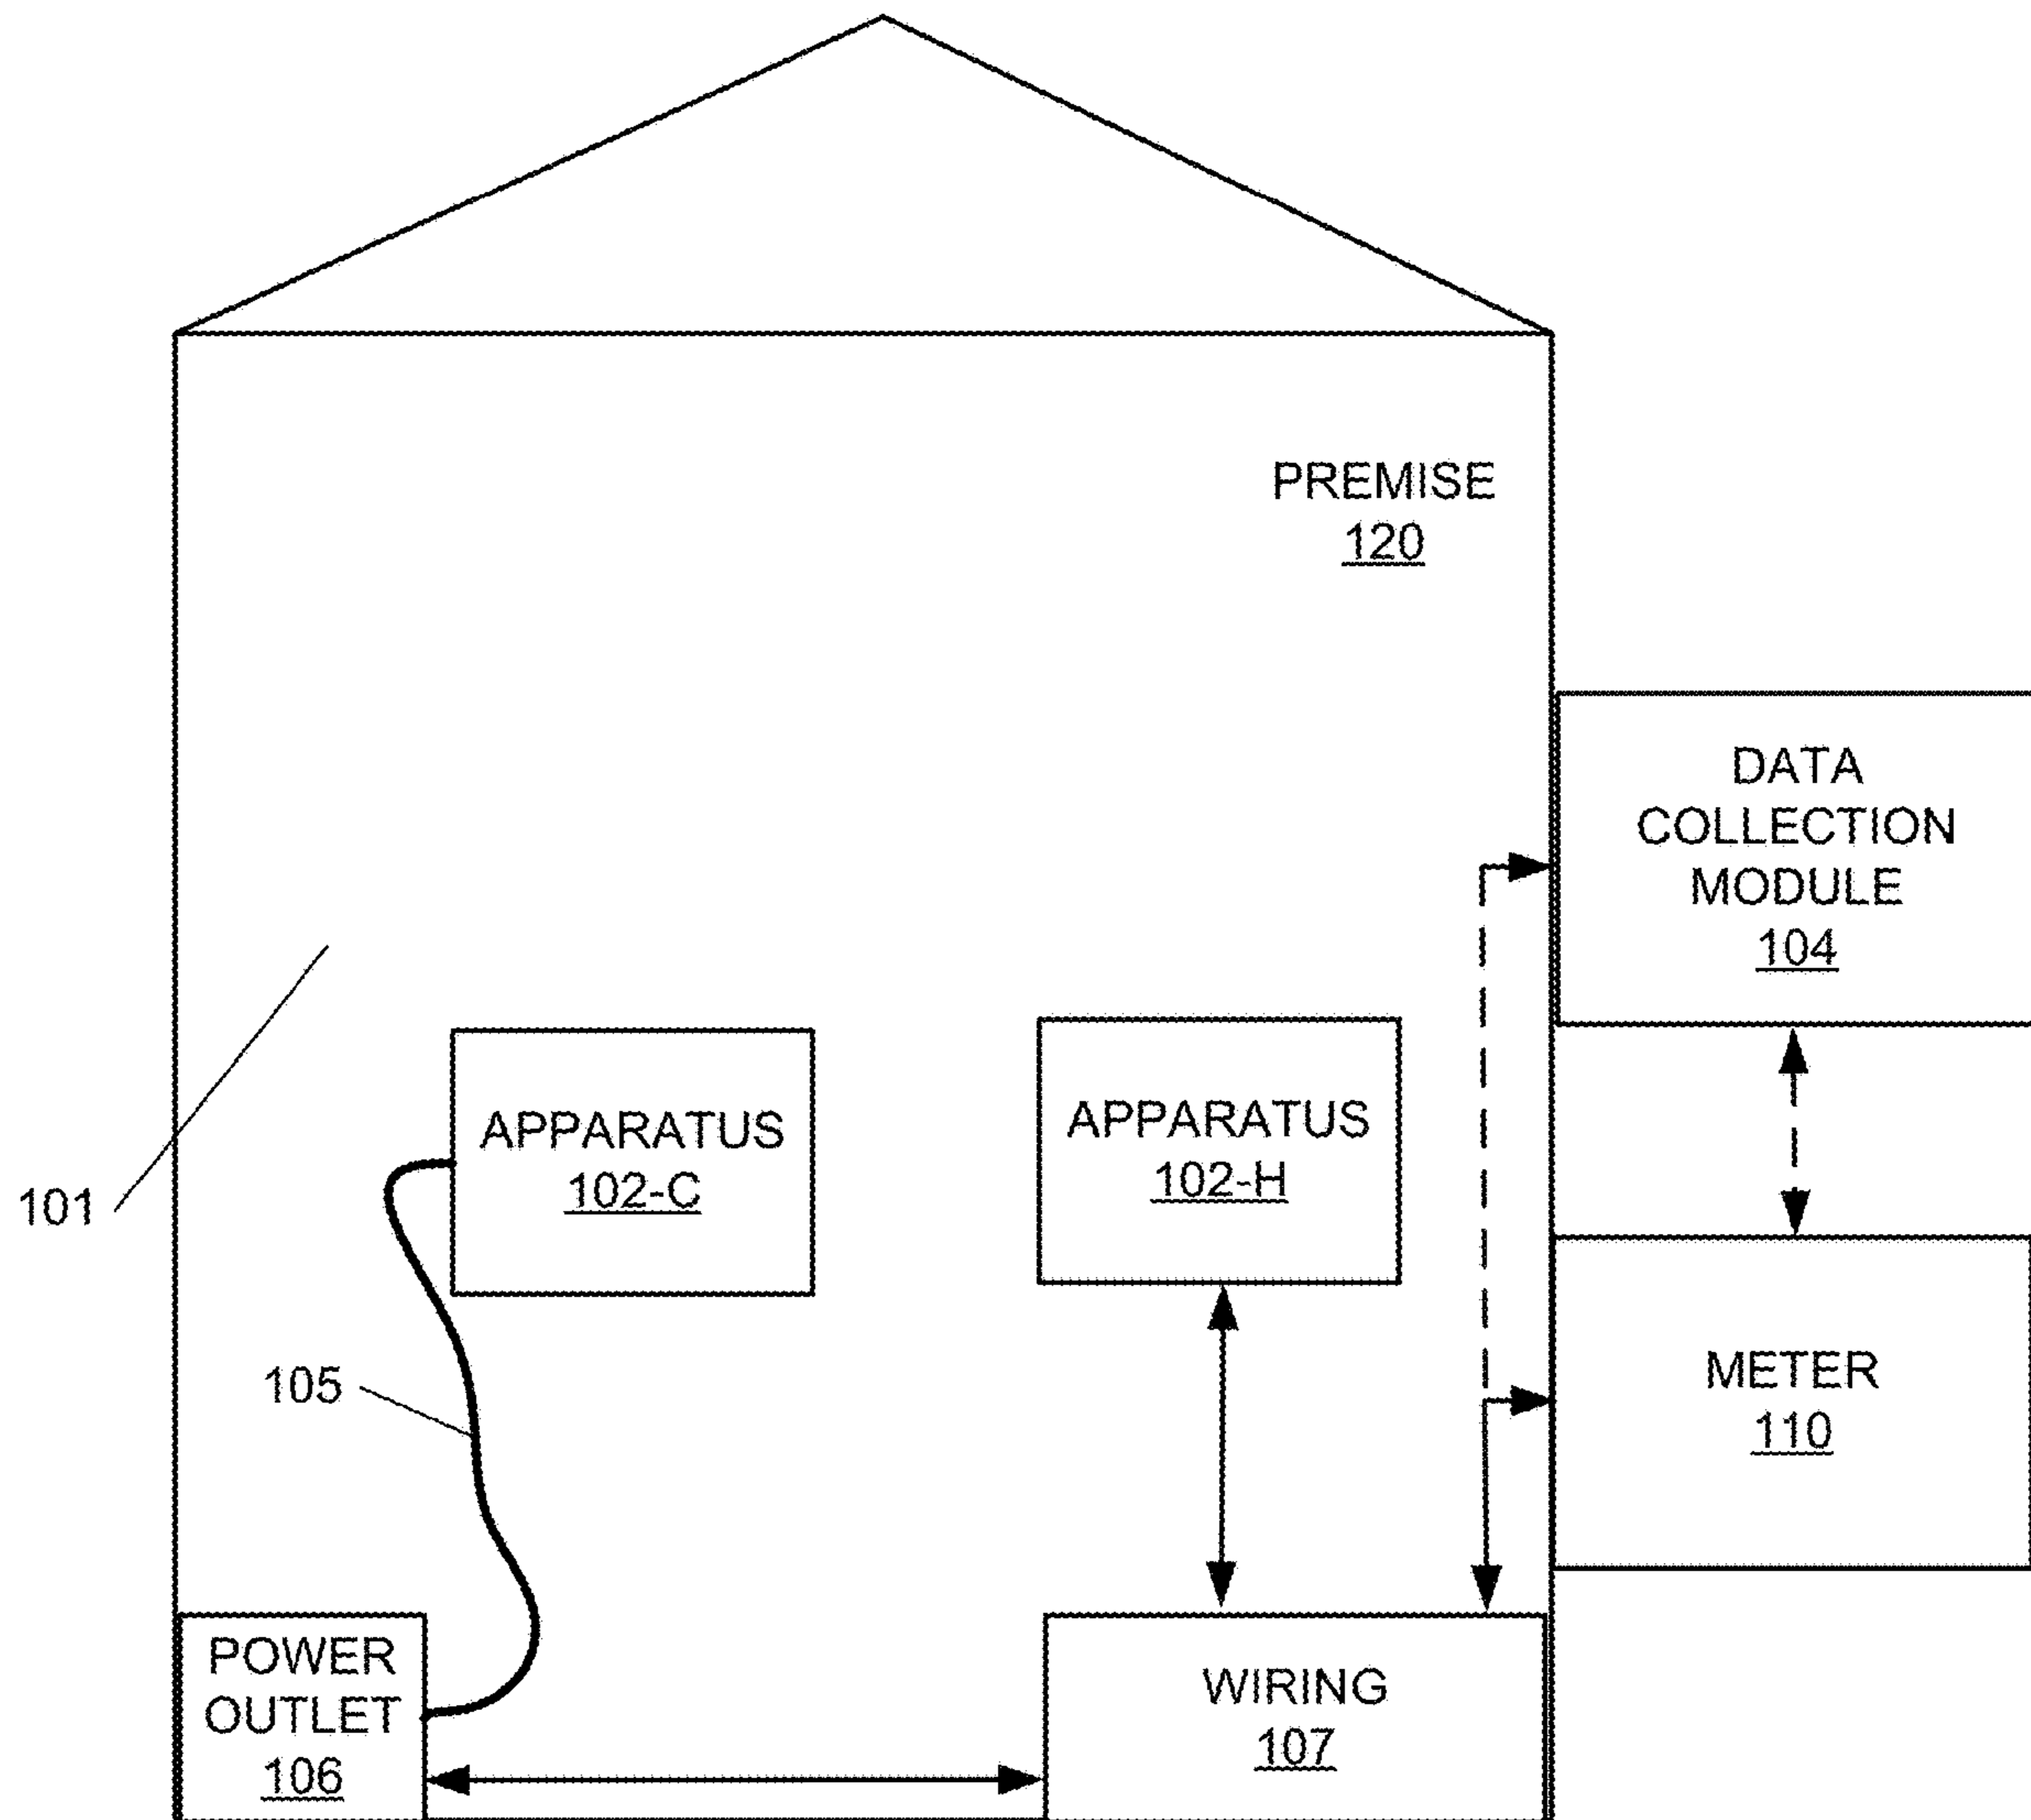 PREMISE
120
DATA
COLLECTION
MODULE
104
APPARATUS
102-C
APPARATUS
102-H
101
METER
110
105
POWER
OUTLET
106
WIRING
107